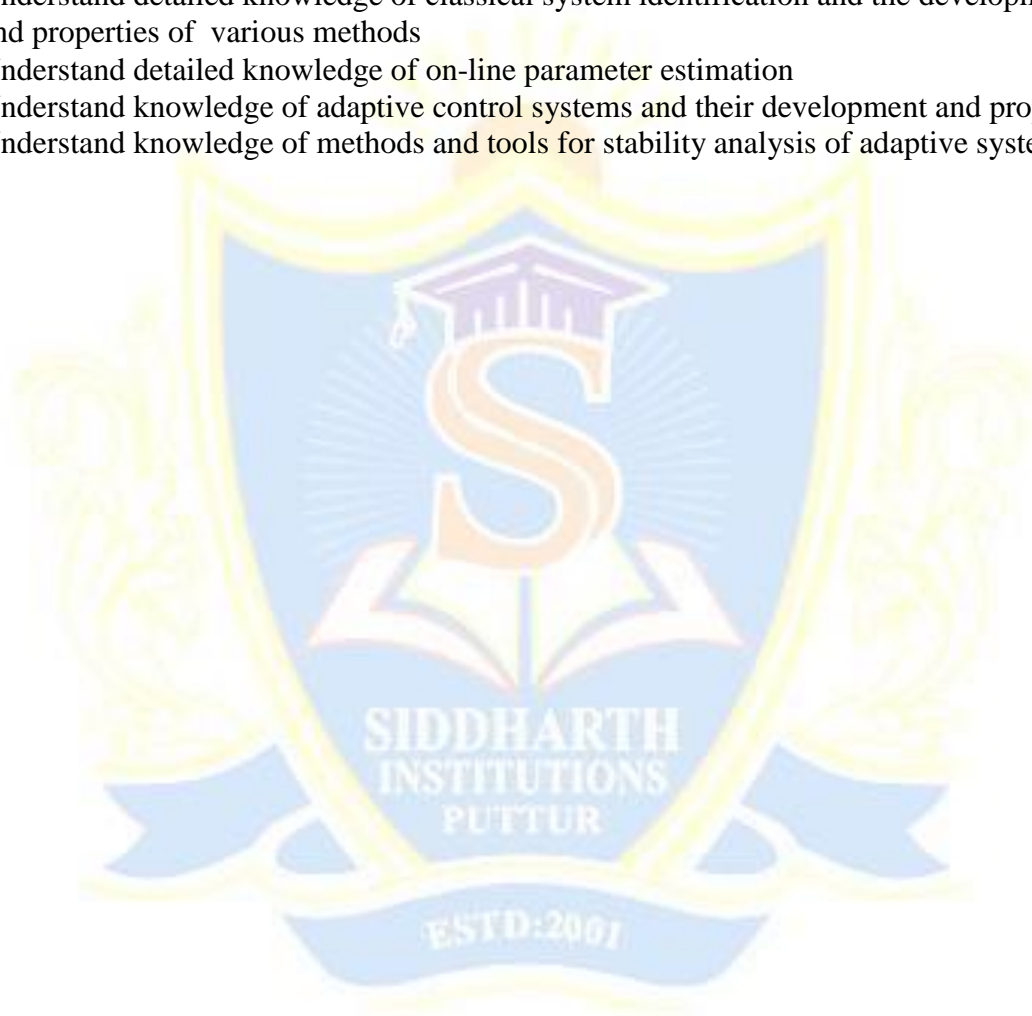 nderstand detailed knowledge of classical system identification and the developm
nd properties of various methods
nderstand detailed knowledge of on-line parameter estimation
nderstand knowledge of adaptive control systems and their development and pro
nderstand knowledge of methods and tools for stability analysis of adaptive syste
S
SIDDHARTH
INSTITUTIONS
PUTTUR
ESTD:2001